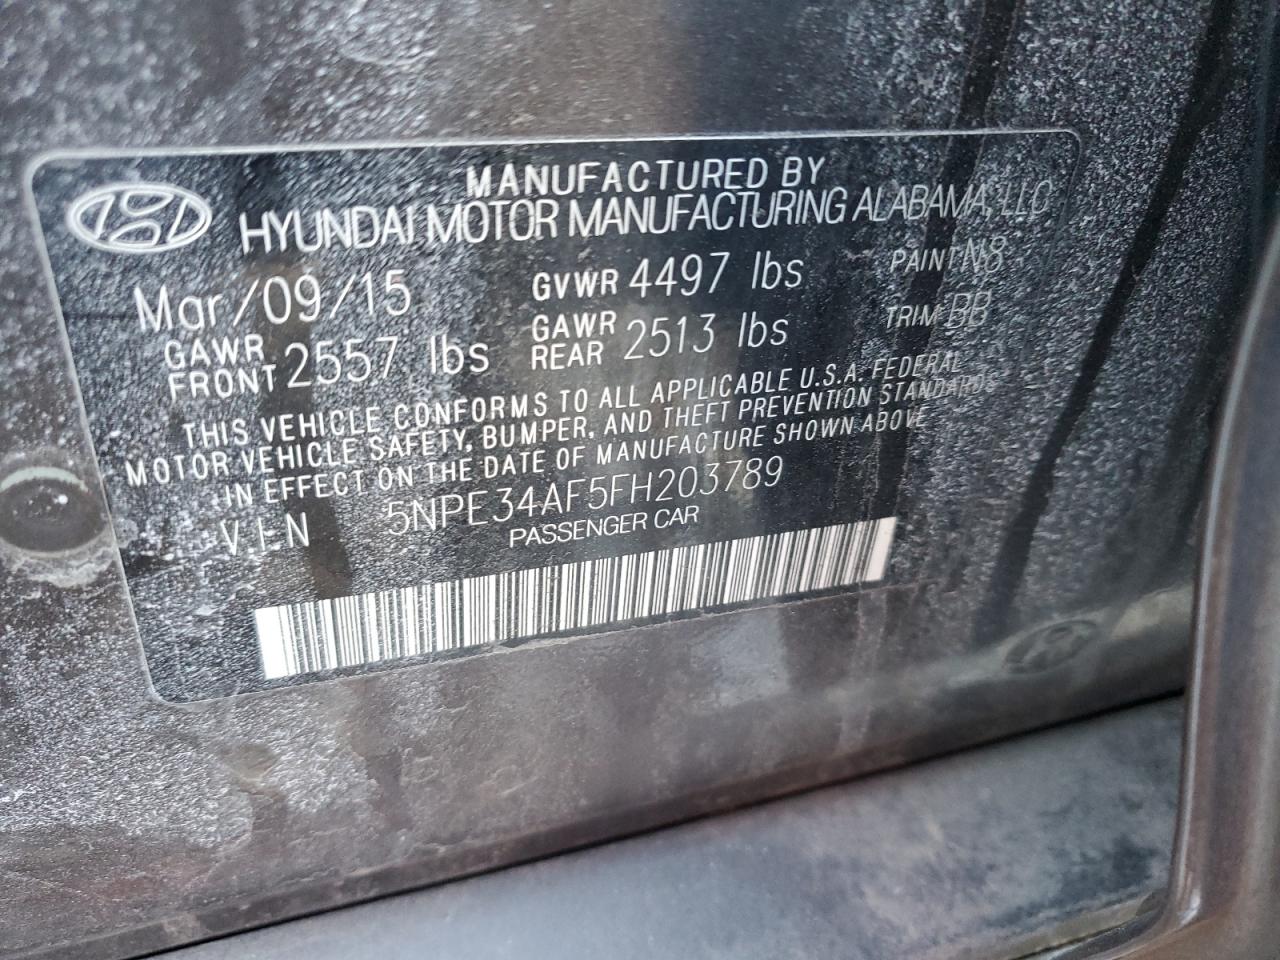 MANUFACTURED BY
HYUNDAI MOTOR MANUFACTURING ALABAMA, LLC
Mar/09/15 GVWR 4497 lbs PAINT N8
GAWR FRONT 2557 lbs GAWR REAR 2513 lbs TRIM BB
THIS VEHICLE CONFORMS TO ALL APPLICABLE U.S.A. FEDERAL
MOTOR VEHICLE SAFETY, BUMPER, AND THEFT PREVENTION STANDARDS
IN EFFECT ON THE DATE OF MANUFACTURE SHOWN ABOVE
V.I.N 5NPE34AF5FH203789
PASSENGER CAR